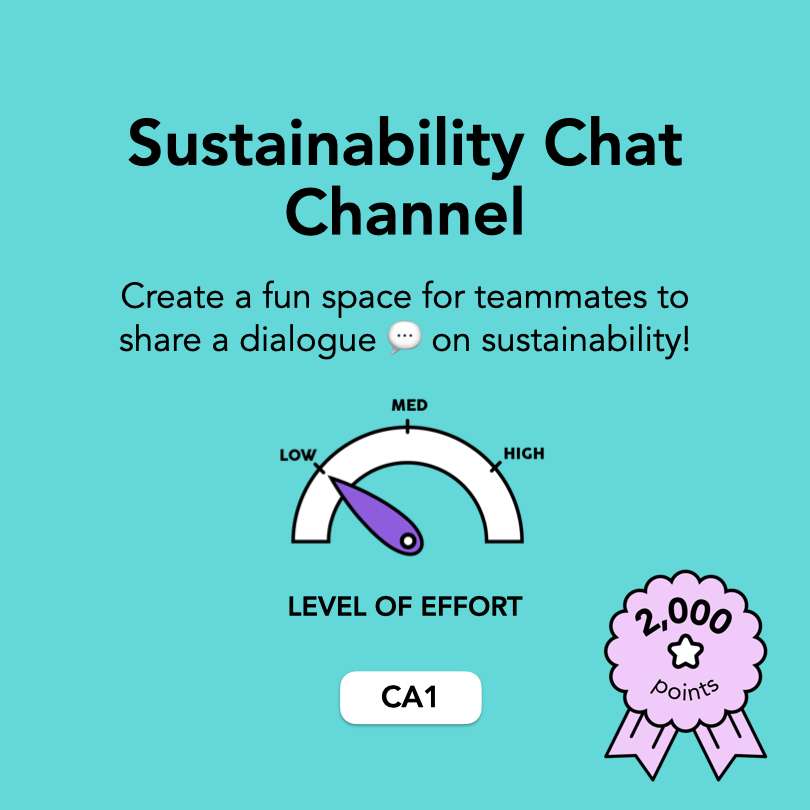 Sustainability Chat
Channel
Create a fun space for teammates to
share a dialogue 💬 on sustainability!
MED
LOW
HIGH
LEVEL OF EFFORT
CA1
2,000
points